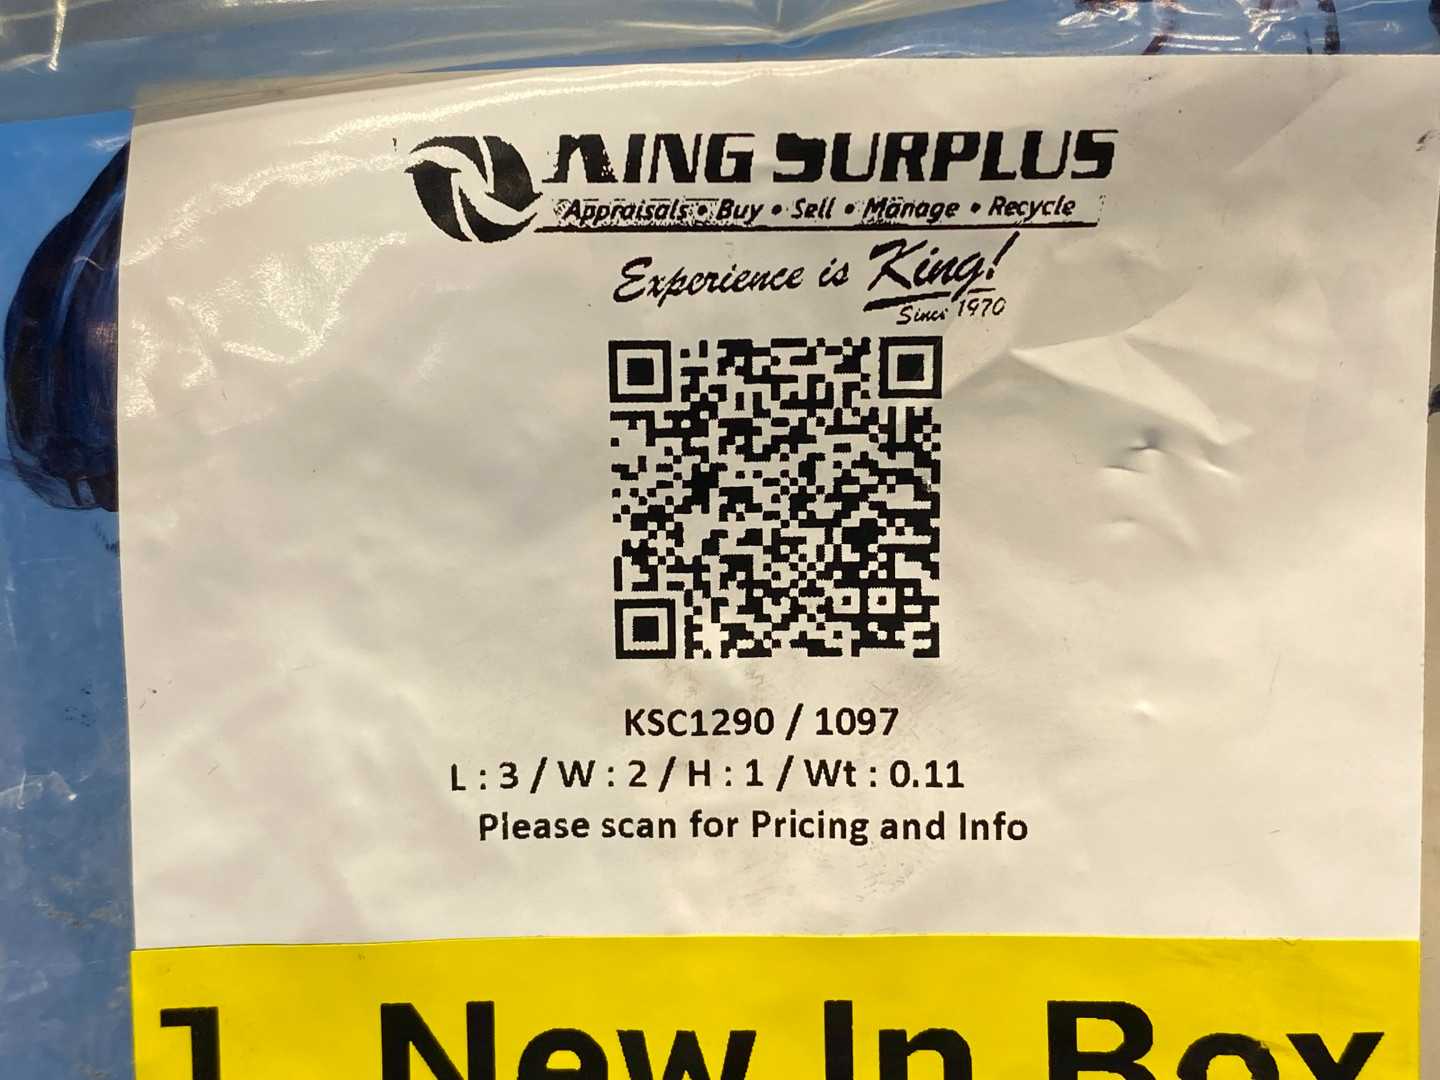 KING SURPLUS
Appraisals • Buy • Sell • Manage • Recycle
Experience is King!
Since 1970
KSC1290 / 1097
L : 3 / W : 2 / H : 1 / Wt : 0.11
Please scan for Pricing and Info
1 New In Box